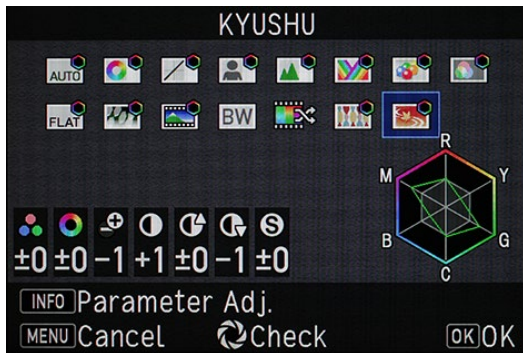 KYUSHU
AUTO
FLAT BW
R
M Y
B G
C
S
±0 ±0 −1 +1 ±0 −1 ±0
INFO Parameter Adj.
MENU Cancel Check OK OK